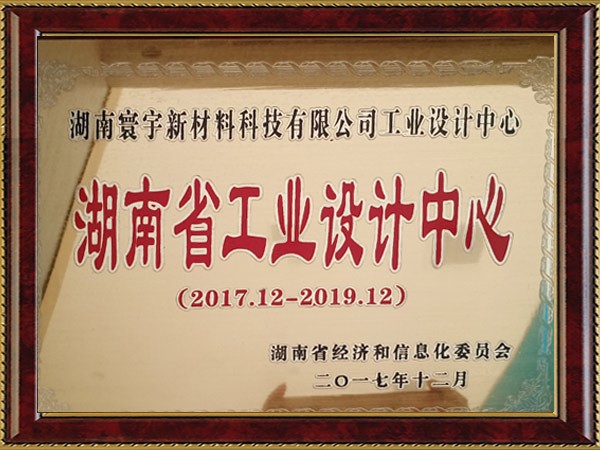 湖南寰宇新材料科技有限公司工业设计中心
湖南省工业设计中心
(2017.12-2019.12)
湖南省经济和信息化委员会
二〇一七年十二月